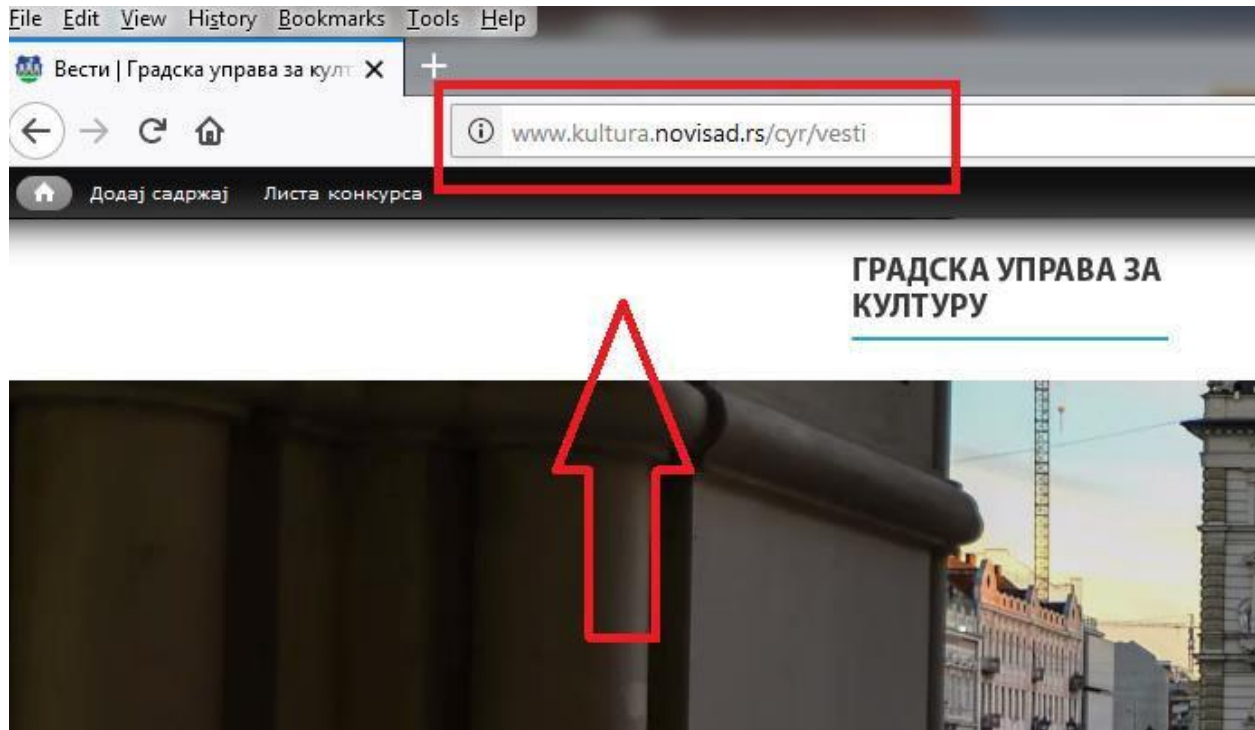 File Edit View History Bookmarks Tools Help
Вести | Градска управа за култ
www.kultura.novisad.rs/cyr/vesti
Додај садржај Листа конкурса
ГРАДСКА УПРАВА ЗА
КУЛТУРУ